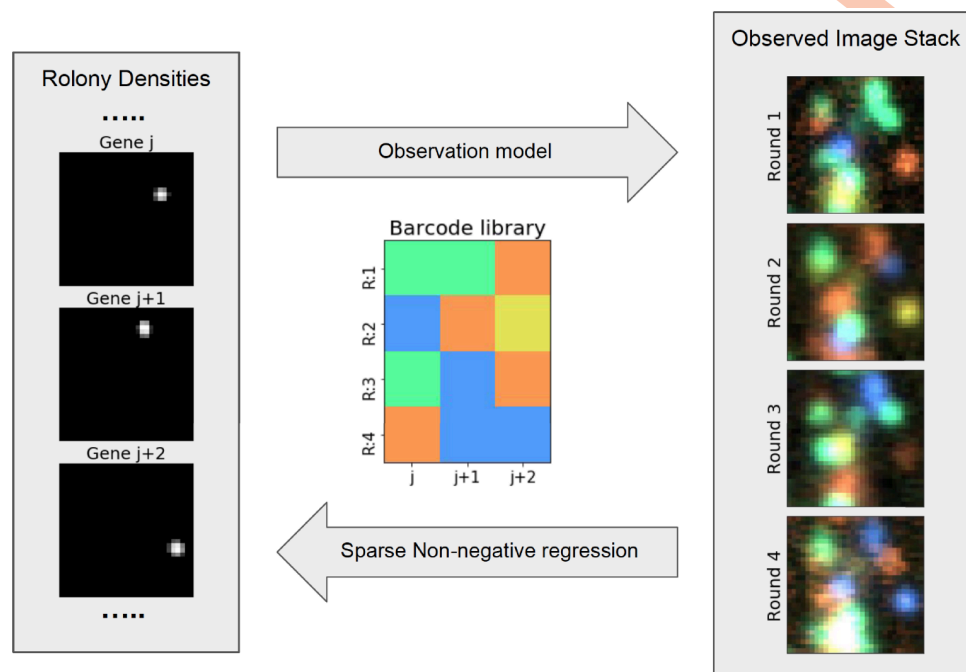 Rolony Densities
.....
Gene j
Gene j+1
Gene j+2
.....
Observation model
Barcode library
R:1
R:2
R:3
R:4
j j+1 j+2
Sparse Non-negative regression
Observed Image Stack
Round 1
Round 2
Round 3
Round 4